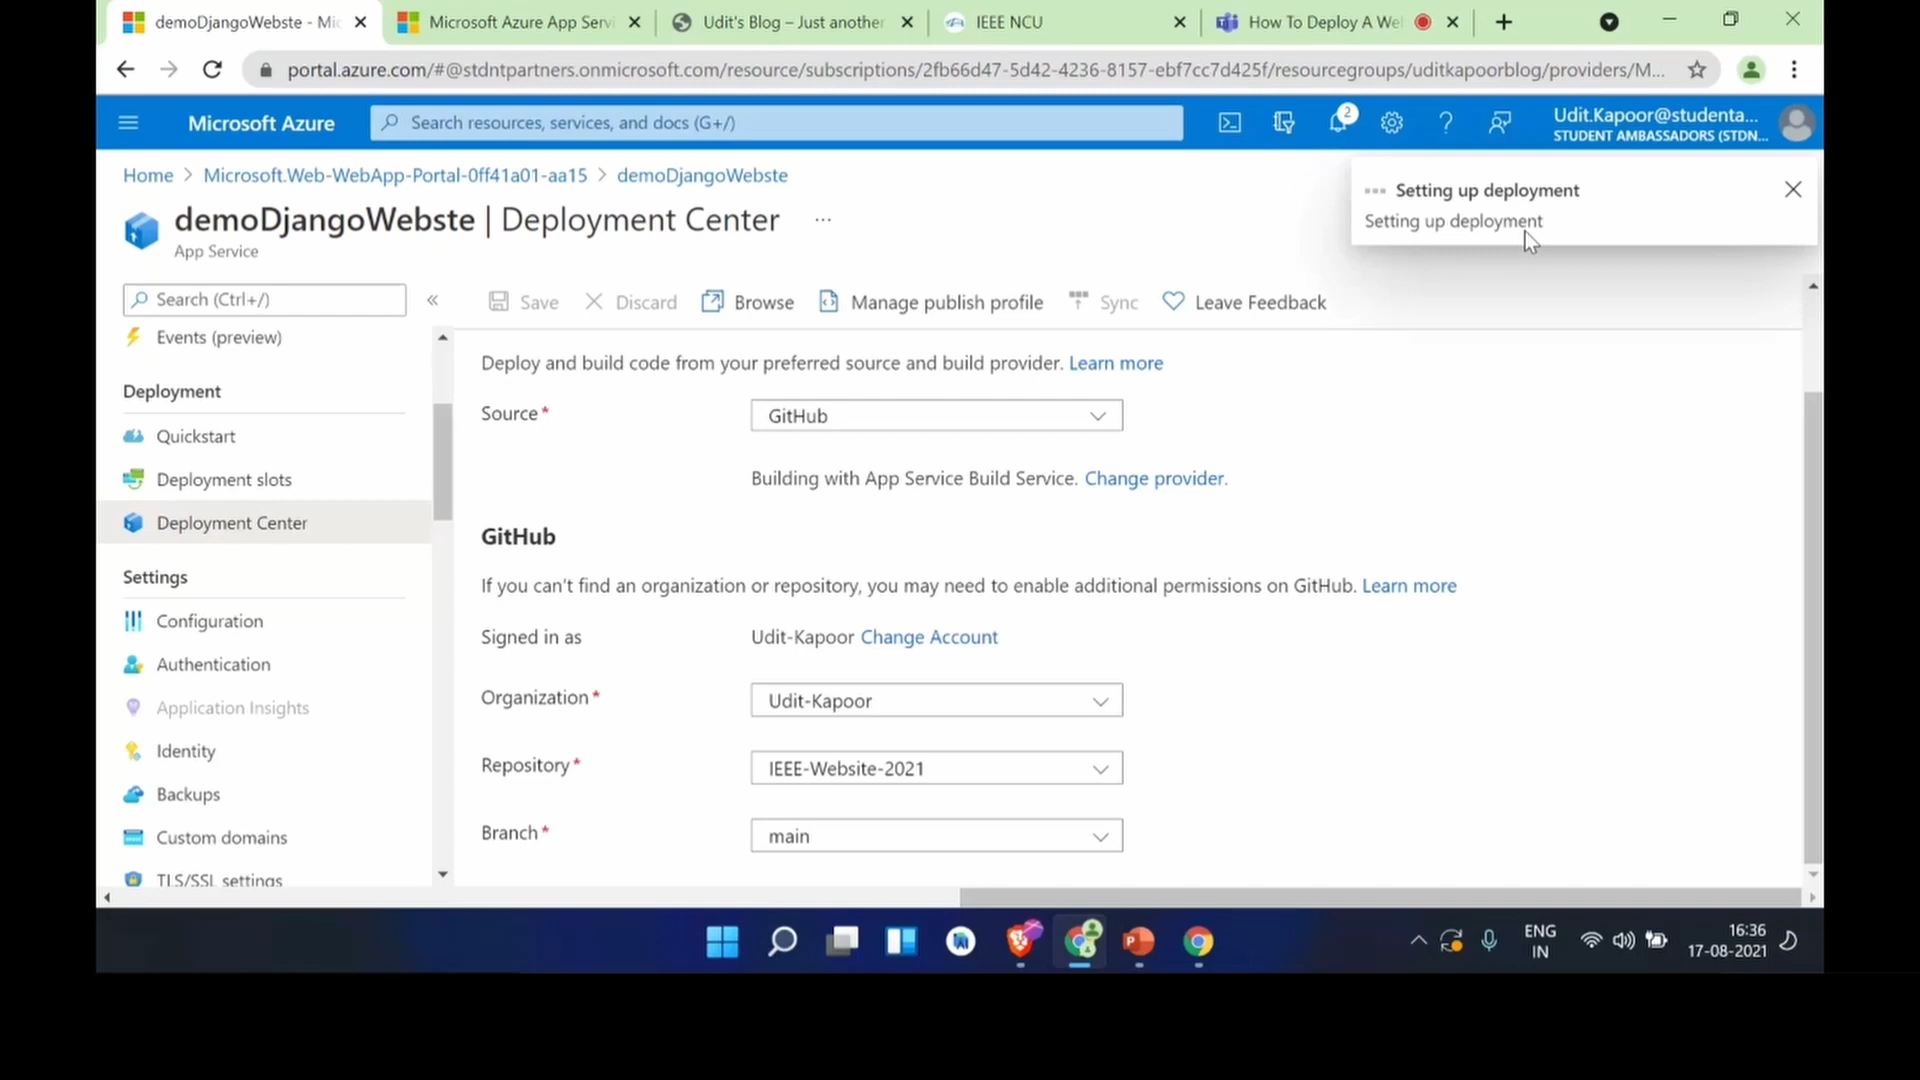 demoDjangoWebste - Mic
Microsoft Azure App Servi
Udit's Blog – Just another
IEEE NCU
How To Deploy A We
portal.azure.com/#@stdntpartners.onmicrosoft.com/resource/subscriptions/2fb66d47-5d42-4236-8157-ebf7cc7d425f/resourcegroups/uditkapoorblog/providers/M...
Microsoft Azure
Search resources, services, and docs (G+/)
2
Udit.Kapoor@studenta...
STUDENT AMBASSADORS (STDN...
Home > Microsoft.Web-WebApp-Portal-0ff41a01-aa15 > demoDjangoWebste
Setting up deployment
Setting up deployment
demoDjangoWebste | Deployment Center ...
App Service
Search (Ctrl+/)
«
Save
Discard
Browse
Manage publish profile
Sync
Leave Feedback
Events (preview)
Deployment
Quickstart
Deployment slots
Deployment Center
Settings
Configuration
Authentication
Application Insights
Identity
Backups
Custom domains
TLS/SSL settings
Deploy and build code from your preferred source and build provider. Learn more
Source*
GitHub
Building with App Service Build Service. Change provider.
GitHub
If you can't find an organization or repository, you may need to enable additional permissions on GitHub. Learn more
Signed in as
Udit-Kapoor Change Account
Organization*
Udit-Kapoor
Repository*
IEEE-Website-2021
Branch*
main
ENG
IN
16:36
17-08-2021